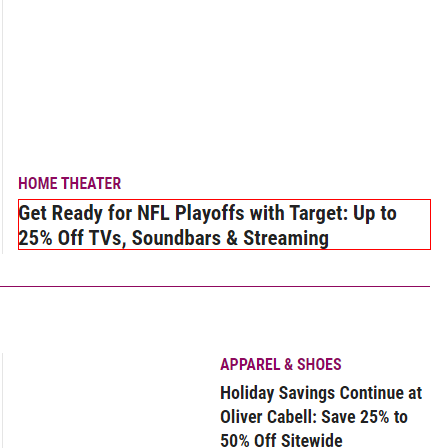 HOME THEATER
Get Ready for NFL Playoffs with Target: Up to
25% Off TVs, Soundbars & Streaming
APPAREL & SHOES
Holiday Savings Continue at
Oliver Cabell: Save 25% to
50% Off Sitewide